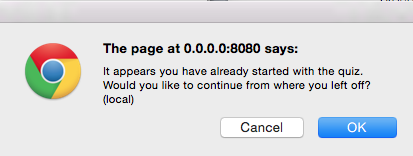 The page at 0.0.0.0:8080 says:
It appears you have already started with the quiz.
Would you like to continue from where you left off?
(local)
Cancel
OK